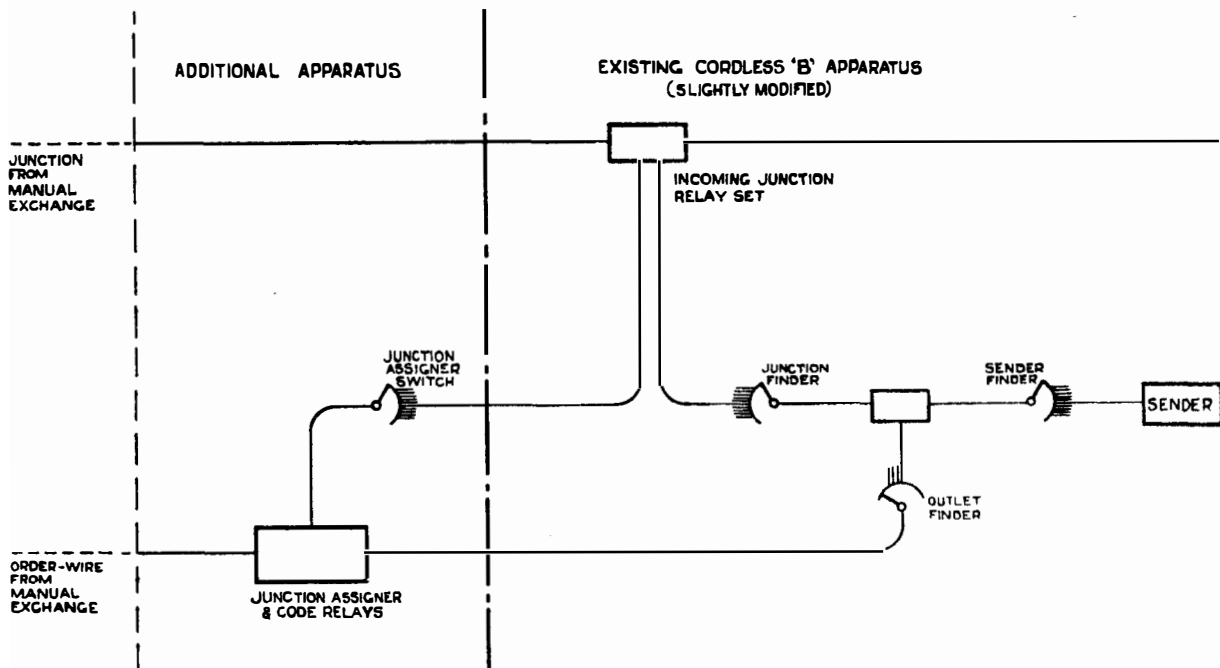 ADDITIONAL APPARATUS
EXISTING CORDLESS 'B' APPARATUS
(SLIGHTLY MODIFIED)
JUNCTION
FROM
MANUAL
EXCHANGE
INCOMING JUNCTION
RELAY SET
JUNCTION
ASSIGNER
SWITCH
JUNCTION
FINDER
SENDER
FINDER
SENDER
OUTLET
FINDER
ORDER-WIRE
FROM
MANUAL
EXCHANGE
JUNCTION ASSIGNER
& CODE RELAYS